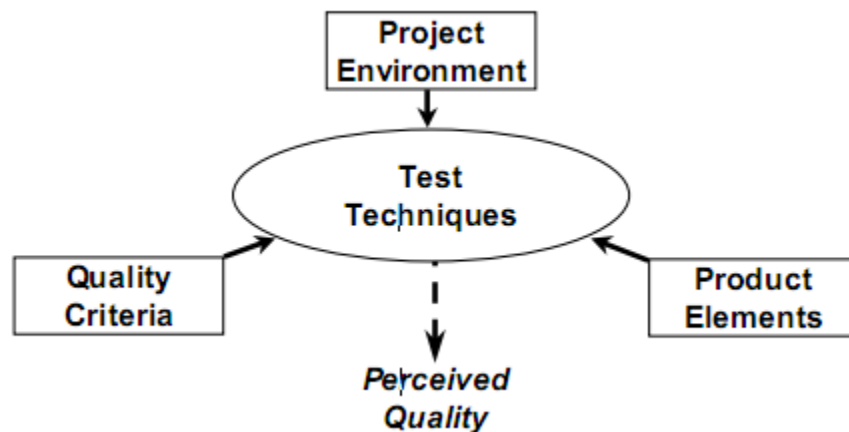 Project
Environment
Test
Techniques
Quality
Criteria
Product
Elements
Perceived
Quality